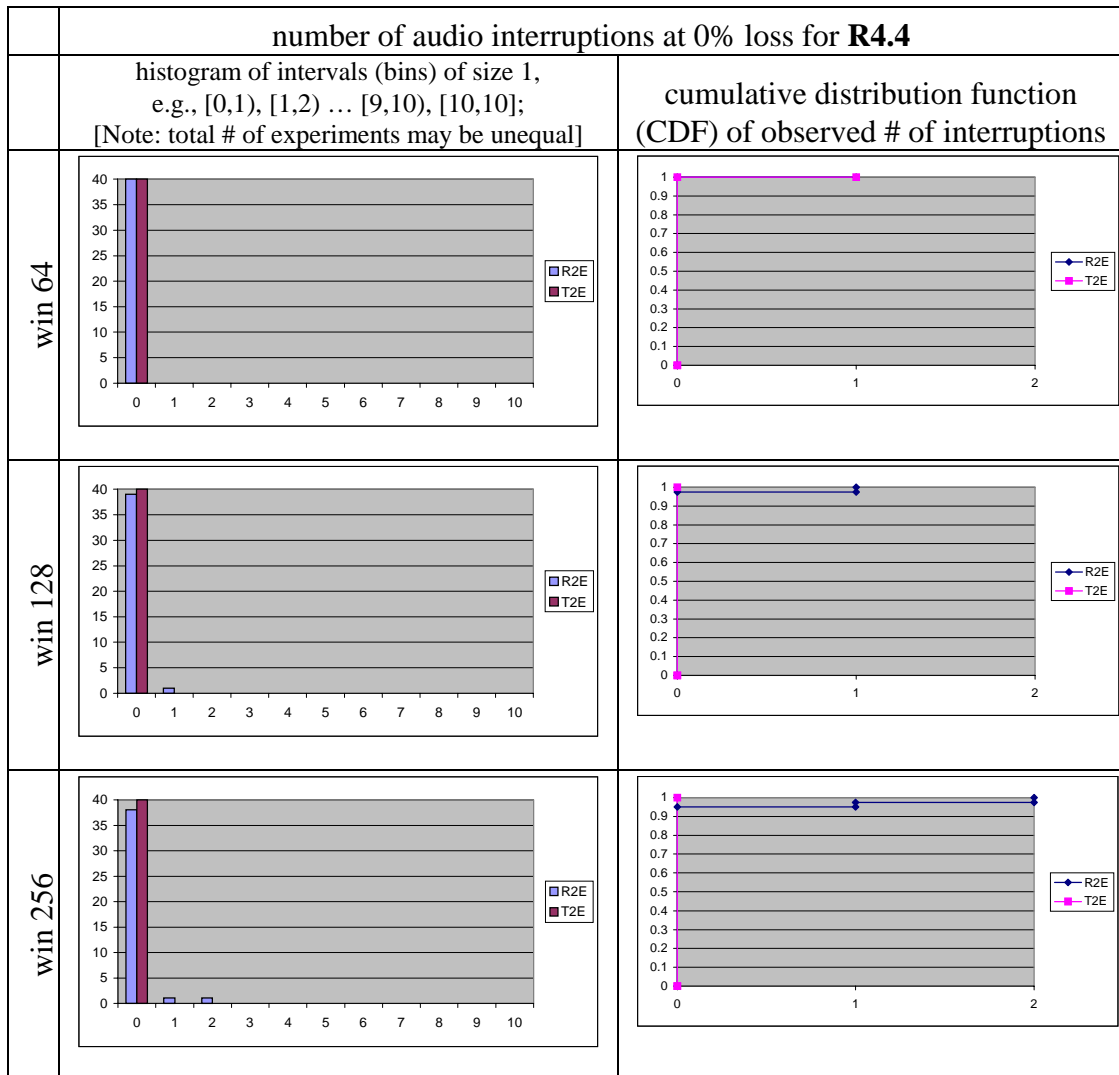 number of audio interruptions at 0% loss for R4.4
histogram of intervals (bins) of size 1,
e.g., [0,1), [1,2) … [9,10), [10,10];
[Note: total # of experiments may be unequal]
cumulative distribution function
(CDF) of observed # of interruptions
win 64
40
35
30
25
20
15
10
5
0
0 1 2 3 4 5 6 7 8 9 10
R2E
T2E
1
0.9
0.8
0.7
0.6
0.5
0.4
0.3
0.2
0.1
0
0 1 2
R2E
T2E
win 128
40
35
30
25
20
15
10
5
0
0 1 2 3 4 5 6 7 8 9 10
R2E
T2E
1
0.9
0.8
0.7
0.6
0.5
0.4
0.3
0.2
0.1
0
0 1 2
R2E
T2E
win 256
40
35
30
25
20
15
10
5
0
0 1 2 3 4 5 6 7 8 9 10
R2E
T2E
1
0.9
0.8
0.7
0.6
0.5
0.4
0.3
0.2
0.1
0
0 1 2
R2E
T2E